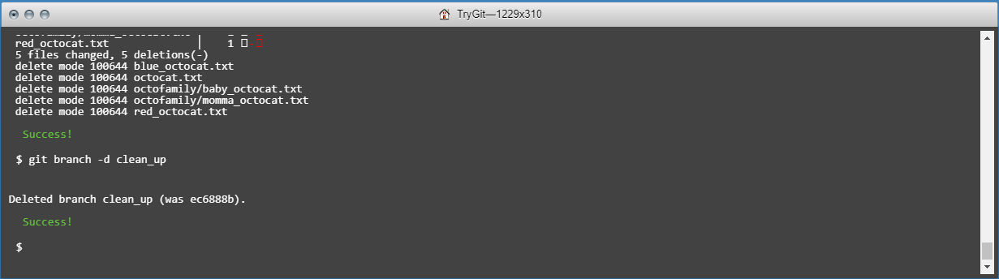 TryGit—1229x310
red_octocat.txt | 1 -
5 files changed, 5 deletions(-)
delete mode 100644 blue_octocat.txt
delete mode 100644 octocat.txt
delete mode 100644 octofamily/baby_octocat.txt
delete mode 100644 octofamily/momma_octocat.txt
delete mode 100644 red_octocat.txt
Success!
$ git branch -d clean_up
Deleted branch clean_up (was ec6888b).
Success!
$